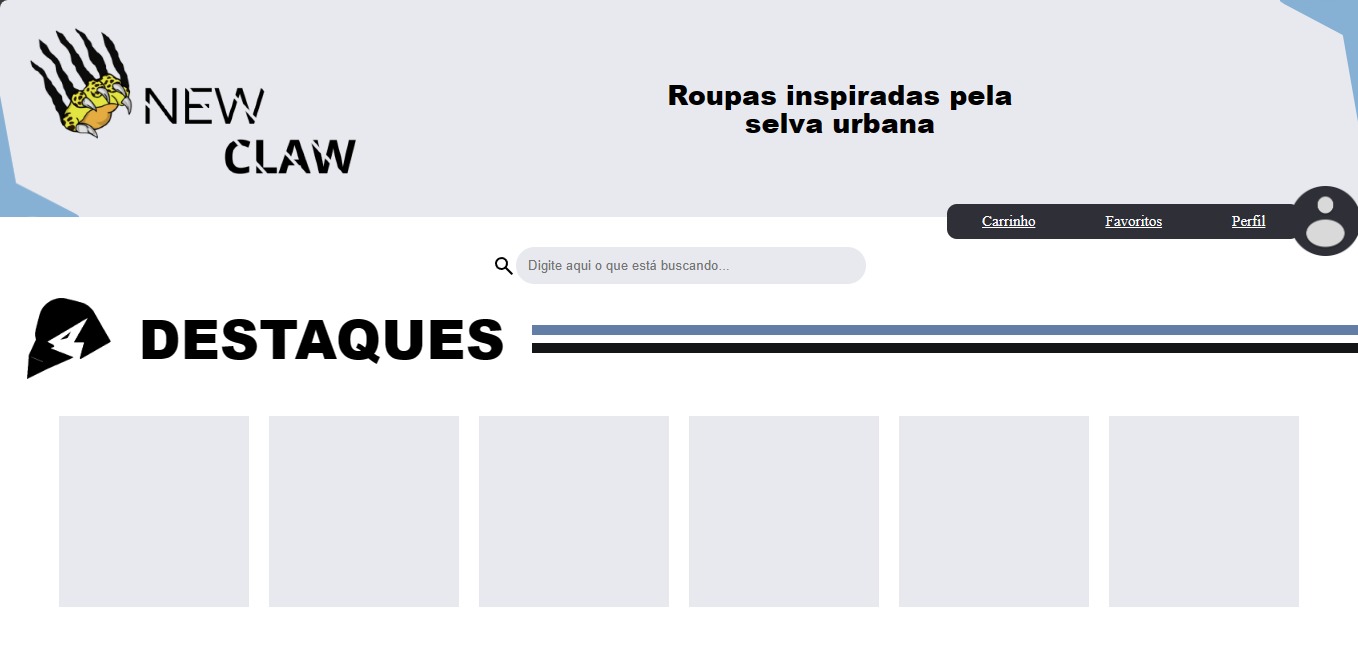 NEW
CLAW
Roupas inspiradas pela
selva urbana
Carrinho Favoritos Perfil
Digite aqui o que está buscando...
DESTAQUES